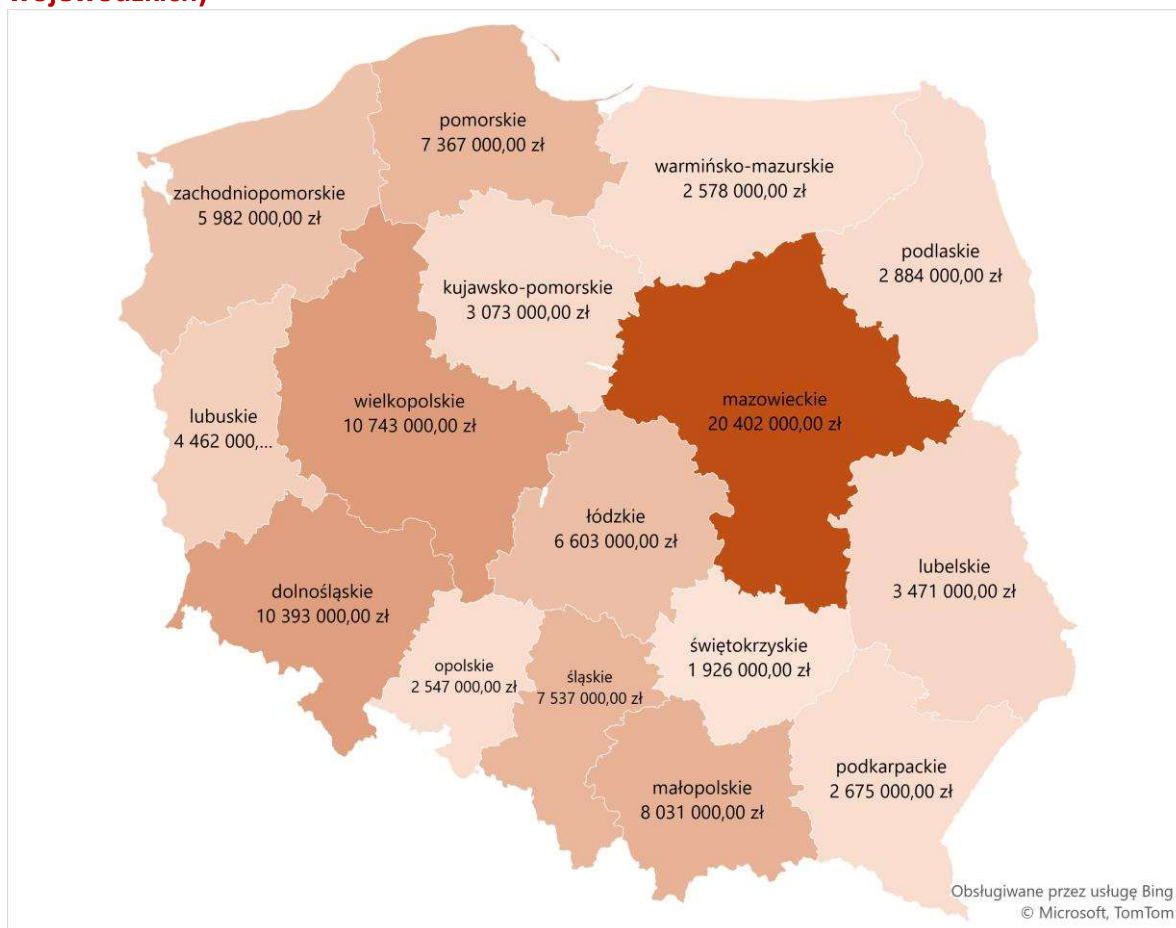 wojewódzkich)
pomorskie
7 367 000,00 zł
warmińsko-mazurskie
2 578 000,00 zł
zachodniopomorskie
5 982 000,00 zł
podlaskie
2 884 000,00 zł
kujawsko-pomorskie
3 073 000,00 zł
wielkopolskie
10 743 000,00 zł
mazowieckie
20 402 000,00 zł
lubuskie
4 462 000,...
łódzkie
6 603 000,00 zł
lubelskie
3 471 000,00 zł
dolnośląskie
10 393 000,00 zł
świętokrzyskie
1 926 000,00 zł
opolskie
2 547 000,00 zł
śląskie
7 537 000,00 zł
podkarpackie
2 675 000,00 zł
małopolskie
8 031 000,00 zł
Obsługiwane przez usługę Bing
© Microsoft, TomTom